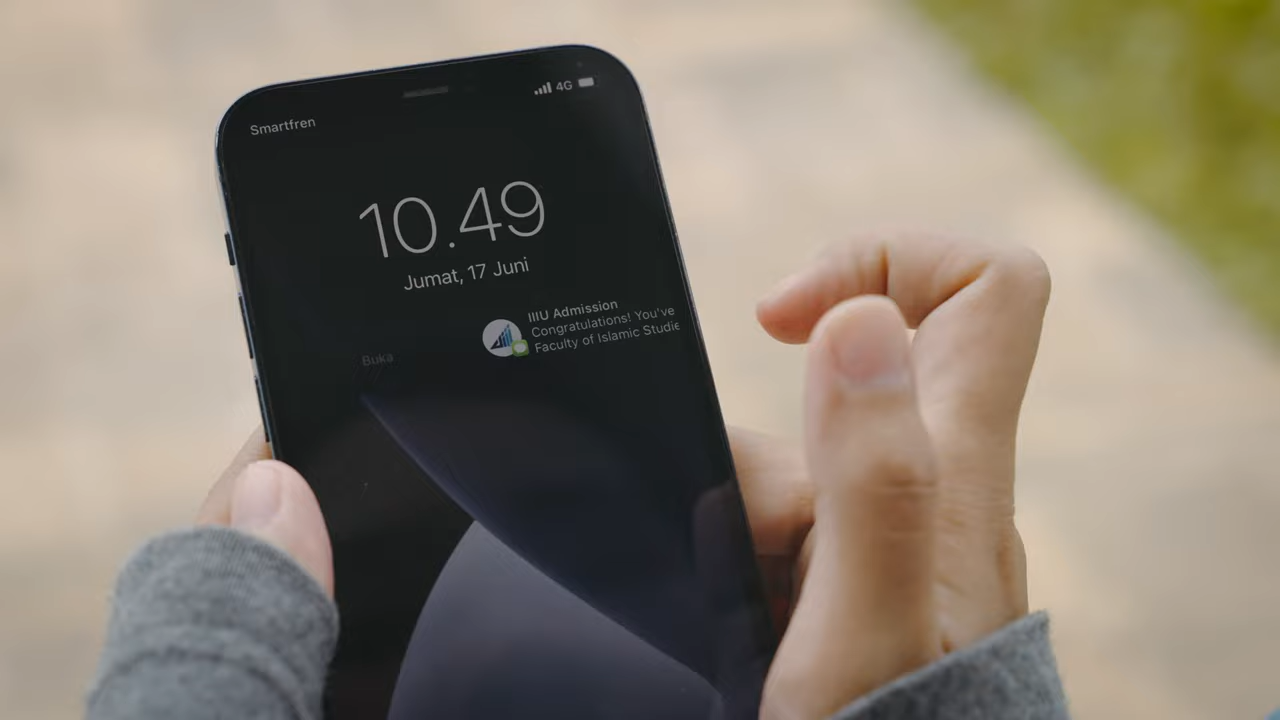 Smartfren
4G
10.49
Jumat, 17 Juni
IIIU Admission
Congratulations! You've
Faculty of Islamic Studie
Buka